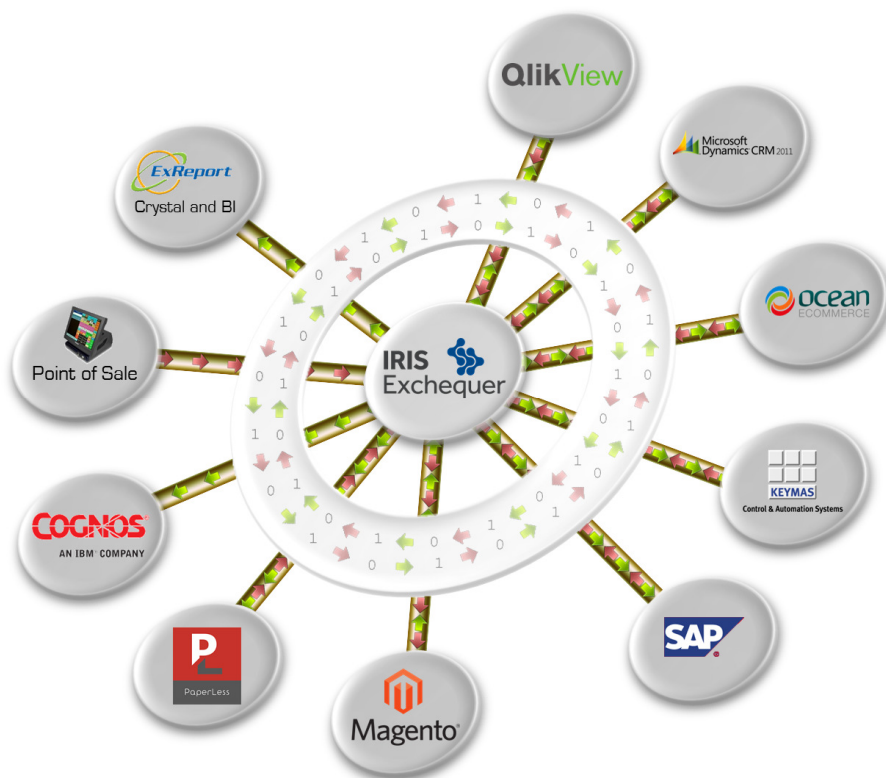 QlikView
Microsoft
Dynamics CRM 2011
ExReport
Crystal and BI
ocean
ECOMMERCE
Point of Sale
IRIS
Exchequer
KEYMAS
Control & Automation Systems
COGNOS
AN IBM COMPANY
SAP
PL
PaperLess
Magento